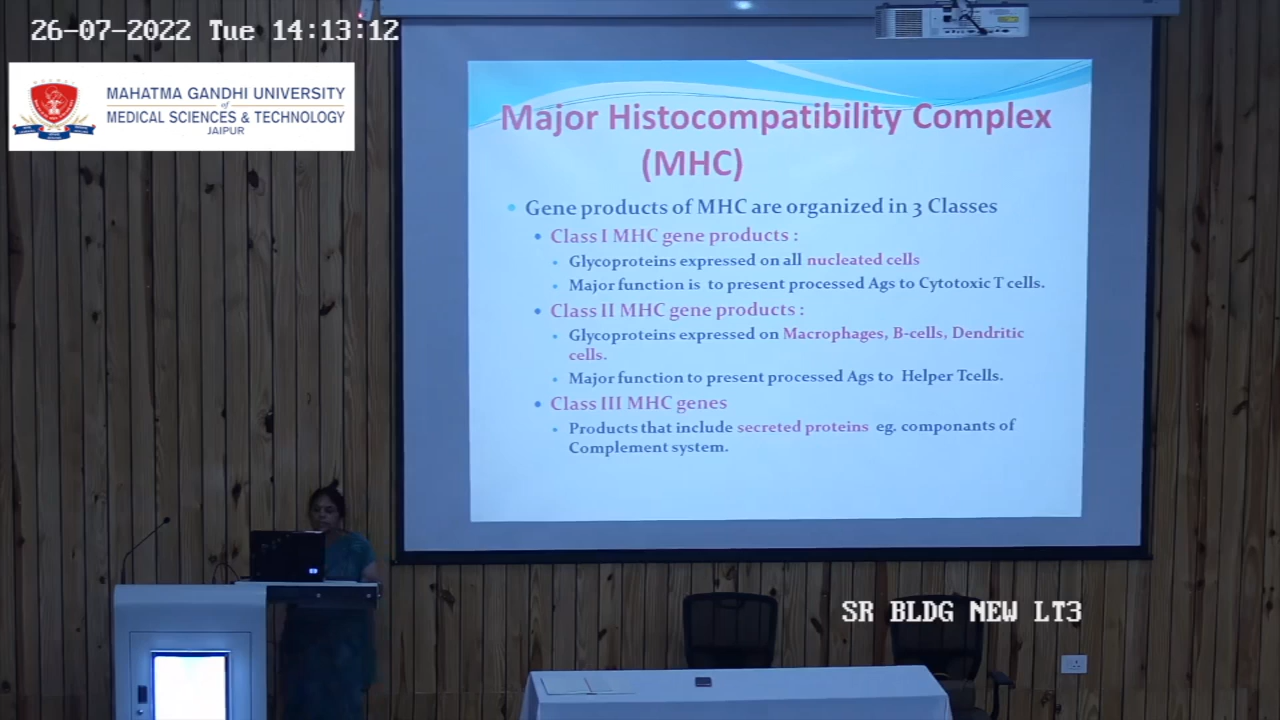 26-07-2022 Tue 14:13:12
MAHATMA GANDHI UNIVERSITY
of
MEDICAL SCIENCES & TECHNOLOGY
JAIPUR
Major Histocompatibility Complex
(MHC)
Gene products of MHC are organized in 3 Classes
Class I MHC gene products :
Glycoproteins expressed on all nucleated cells
Major function is to present processed Ags to Cytotoxic T cells.
Class II MHC gene products :
Glycoproteins expressed on Macrophages, B-cells, Dendritic
cells.
Major function to present processed Ags to Helper Tcells.
Class III MHC genes
Products that include secreted proteins eg. componants of
Complement system.
SR BLDG NEW LT3